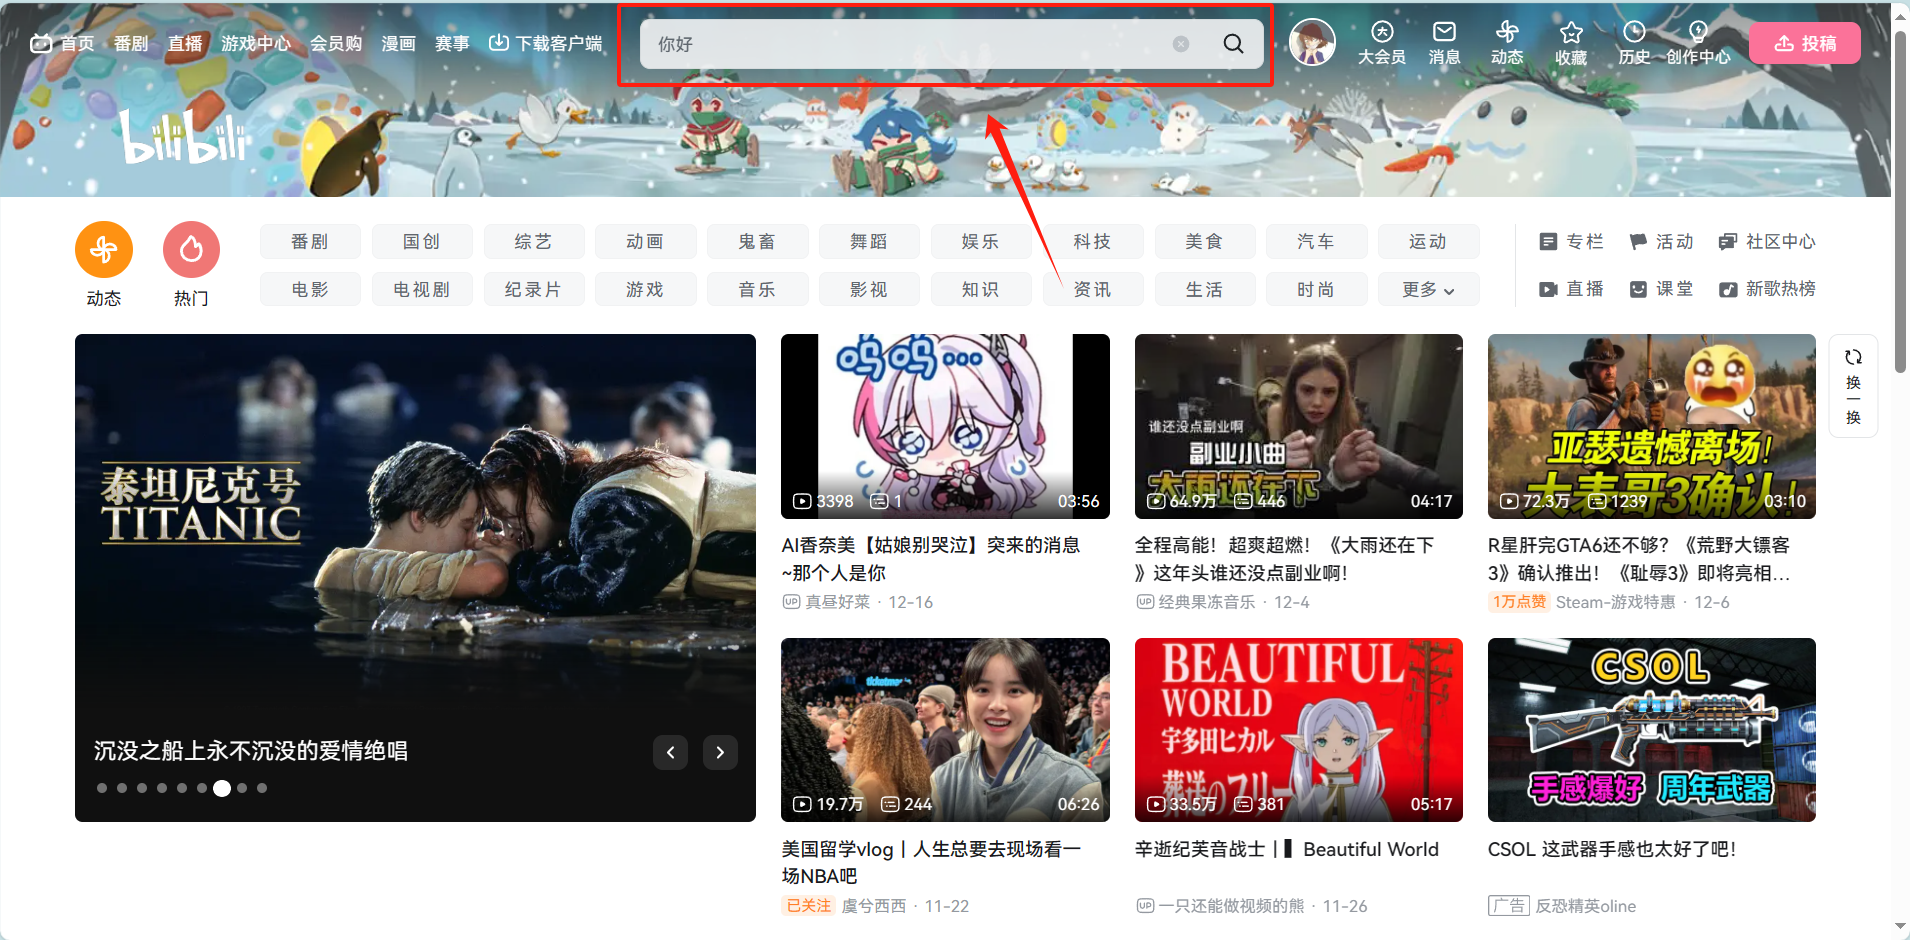 首页 番剧 直播 游戏中心 会员购 漫画 赛事 下载客户端
你好
大会员 消息 动态 收藏 历史 创作中心 投稿
bilibili
动态 热门
番剧 国创 综艺 动画 鬼畜 舞蹈 娱乐 科技 美食 汽车 运动
电影 电视剧 纪录片 游戏 音乐 影视 知识 资讯 生活 时尚 更多
专栏 活动 社区中心
直播 课堂 新歌热榜
泰坦尼克号
TITANIC
沉没之船上永不沉没的爱情绝唱
呜呜...
3398 1 03:56
AI香奈美【姑娘别哭泣】突来的消息
~那个人是你
UP 真昼好菜 · 12-16
谁还没点副业啊
副业小曲
大雨还在下
64.9万 446 04:17
全程高能！超爽超燃！《大雨还在下
》这年头谁还没点副业啊！
UP 经典果冻音乐 · 12-4
亚瑟遗憾离场！
大表哥3确认！
72.3万 1239 03:10
R星肝完GTA6还不够？《荒野大镖客
3》确认推出！《耻辱3》即将亮相...
1万点赞 Steam-游戏特惠 · 12-6
换一换
ticketmaster
19.7万 244 06:26
美国留学vlog丨人生总要去现场看一
场NBA吧
已关注 虞兮西西 · 11-22
BEAUTIFUL
WORLD
宇多田ヒカル
葬送のフリーレン
33.5万 381 05:17
辛逝纪芙音战士丨▌Beautiful World
UP 一只还能做视频的熊 · 11-26
CSOL
手感爆好 周年武器
CSOL 这武器手感也太好了吧！
广告 反恐精英oline